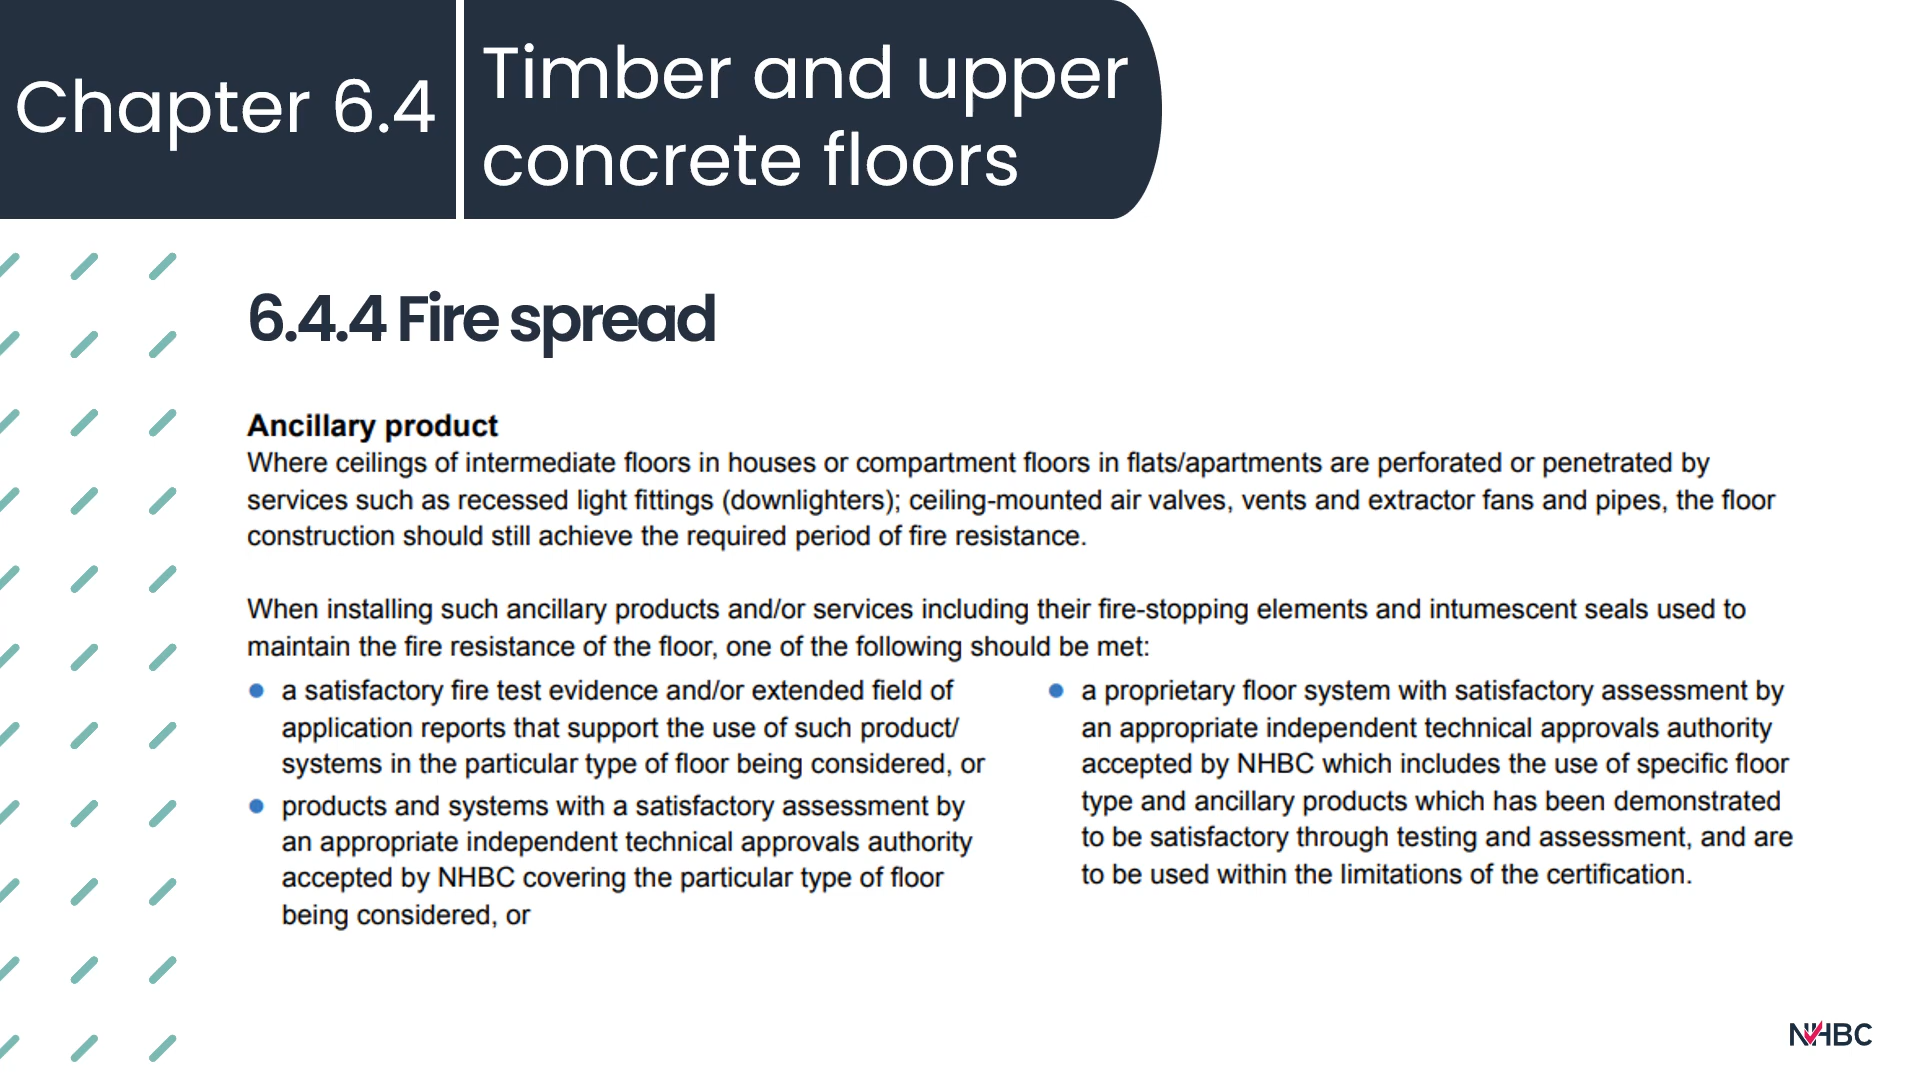 Chapter 6.4
Timber and upper
concrete floors
6.4.4 Fire spread
Ancillary product
Where ceilings of intermediate floors in houses or compartment floors in flats/apartments are perforated or penetrated by
services such as recessed light fittings (downlighters); ceiling-mounted air valves, vents and extractor fans and pipes, the floor
construction should still achieve the required period of fire resistance.
When installing such ancillary products and/or services including their fire-stopping elements and intumescent seals used to
maintain the fire resistance of the floor, one of the following should be met:
● a satisfactory fire test evidence and/or extended field of
application reports that support the use of such product/
systems in the particular type of floor being considered, or
● products and systems with a satisfactory assessment by
an appropriate independent technical approvals authority
accepted by NHBC covering the particular type of floor
being considered, or
● a proprietary floor system with satisfactory assessment by
an appropriate independent technical approvals authority
accepted by NHBC which includes the use of specific floor
type and ancillary products which has been demonstrated
to be satisfactory through testing and assessment, and are
to be used within the limitations of the certification.
NHBC